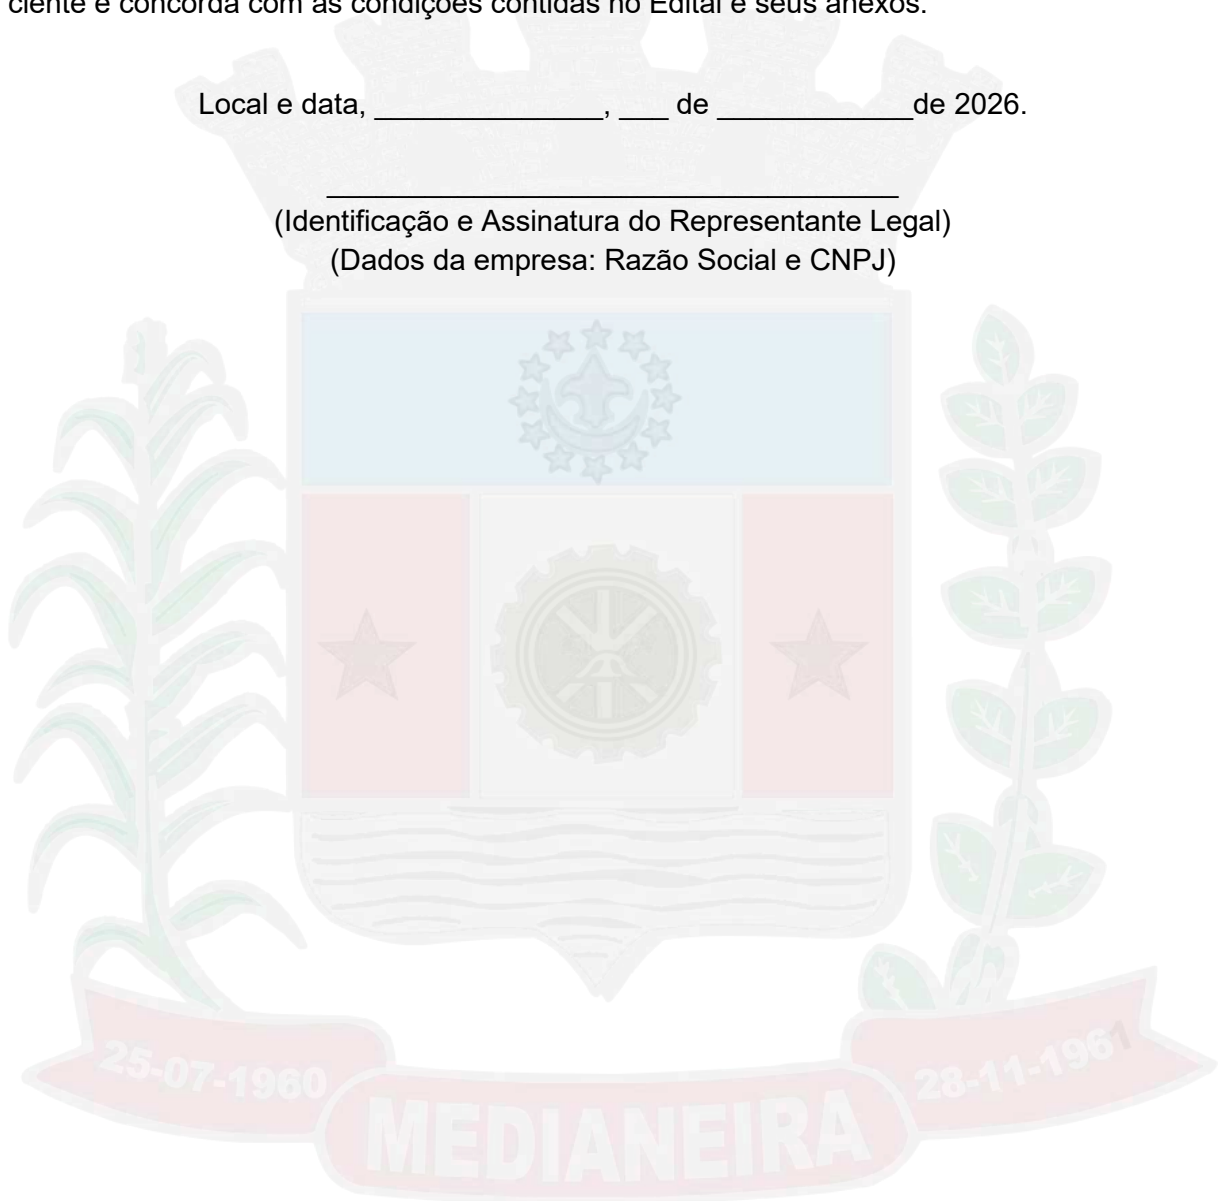 ciente e concorda com as condições contidas no Edital e seus anexos.
Local e data, ______________, ___ de ____________de 2026.
___________________________________
(Identificação e Assinatura do Representante Legal)
(Dados da empresa: Razão Social e CNPJ)
25-07-1960
28-11-1961
MEDIANEIRA